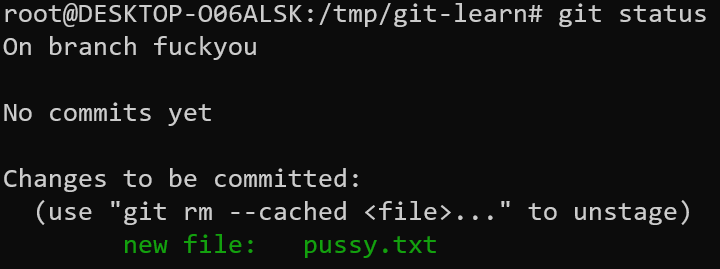 root@DESKTOP-O06ALSK:/tmp/git-learn# git status
On branch fuckyou
No commits yet
Changes to be committed:
(use "git rm --cached <file>..." to unstage)
new file: pussy.txt